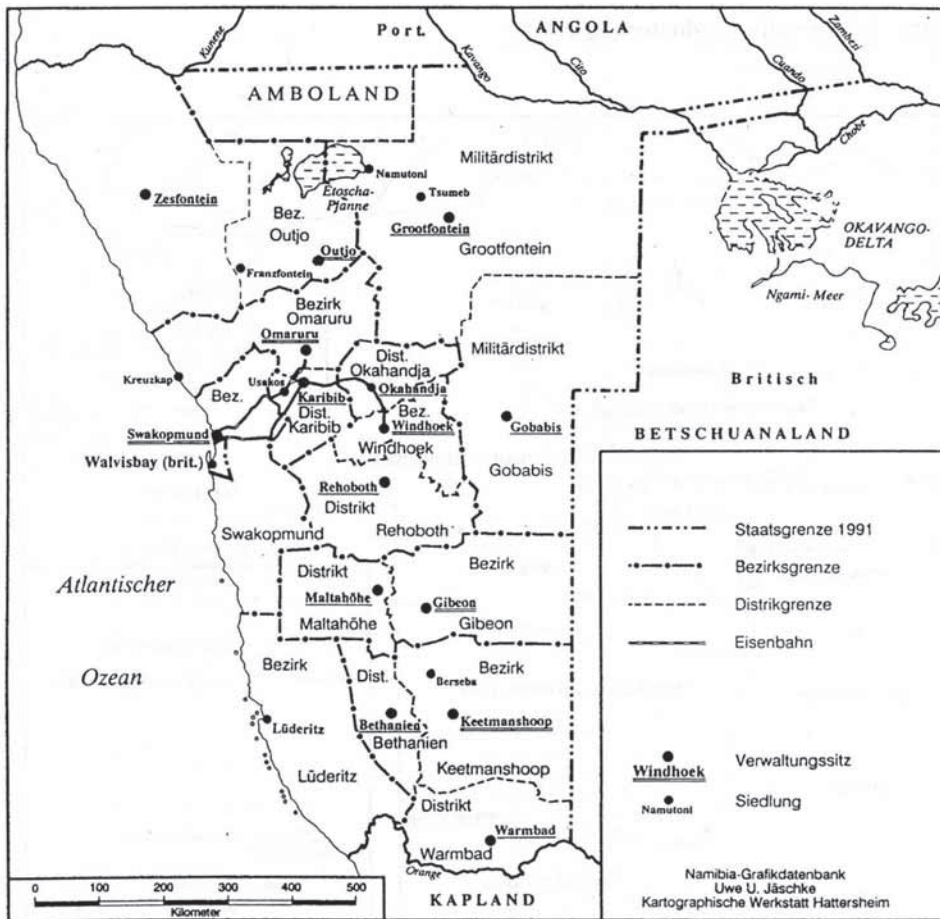 Port.
ANGOLA
Kunene
Kavango
Cito
Cuando
Zambezi
Chobe
AMBOLAND
Militärdistrikt
Namutoni
Tsumeb
Etoscha-
Pfanne
Zesfontein
Grootfontein
Bez.
Outjo
Outjo
Grootfontein
Franzfontein
OKAVANGO-
DELTA
Ngami-Meer
Bezirk
Omaruru
Omaruru
Dist.
Okahandja
Militärdistrikt
Kreuzkap
Usakos
Bez.
Karibib
Okahandja
Britisch
Dist.
Karibib
Bez.
Windhoek
Windhoek
Gobabis
BETSCHUANALAND
Swakopmund
Walvisbay (brit.)
Gobabis
Rehoboth
Distrikt
Rehoboth
Swakopmund
Atlantischer
Ozean
Distrikt
Maltahöhe
Maltahöhe
Bezirk
Gibeon
Gibeon
Bezirk
Dist.
Bezirk
Berseba
Lüderitz
Bethanien
Bethanien
Keetmanshoop
Lüderitz
Keetmanshoop
Distrikt
Warmbad
Warmbad
Orange
KAPLAND
Staatsgrenze 1991
Bezirksgrenze
Distrikgrenze
Eisenbahn
Windhoek Verwaltungssitz
Namutoni Siedlung
Namibia-Grafikdatenbank
Uwe U. Jäschke
Kartographische Werkstatt Hattersheim
0 100 200 300 400 500
Kilometer